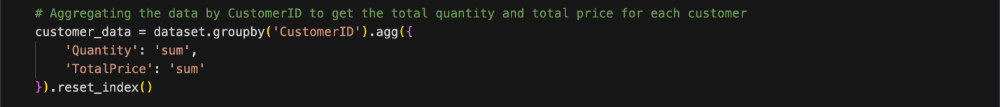 # Aggregating the data by CustomerID to get the total quantity and total price for each customer
customer_data = dataset.groupby('CustomerID').agg({
    'Quantity': 'sum',
    'TotalPrice': 'sum'
}).reset_index()